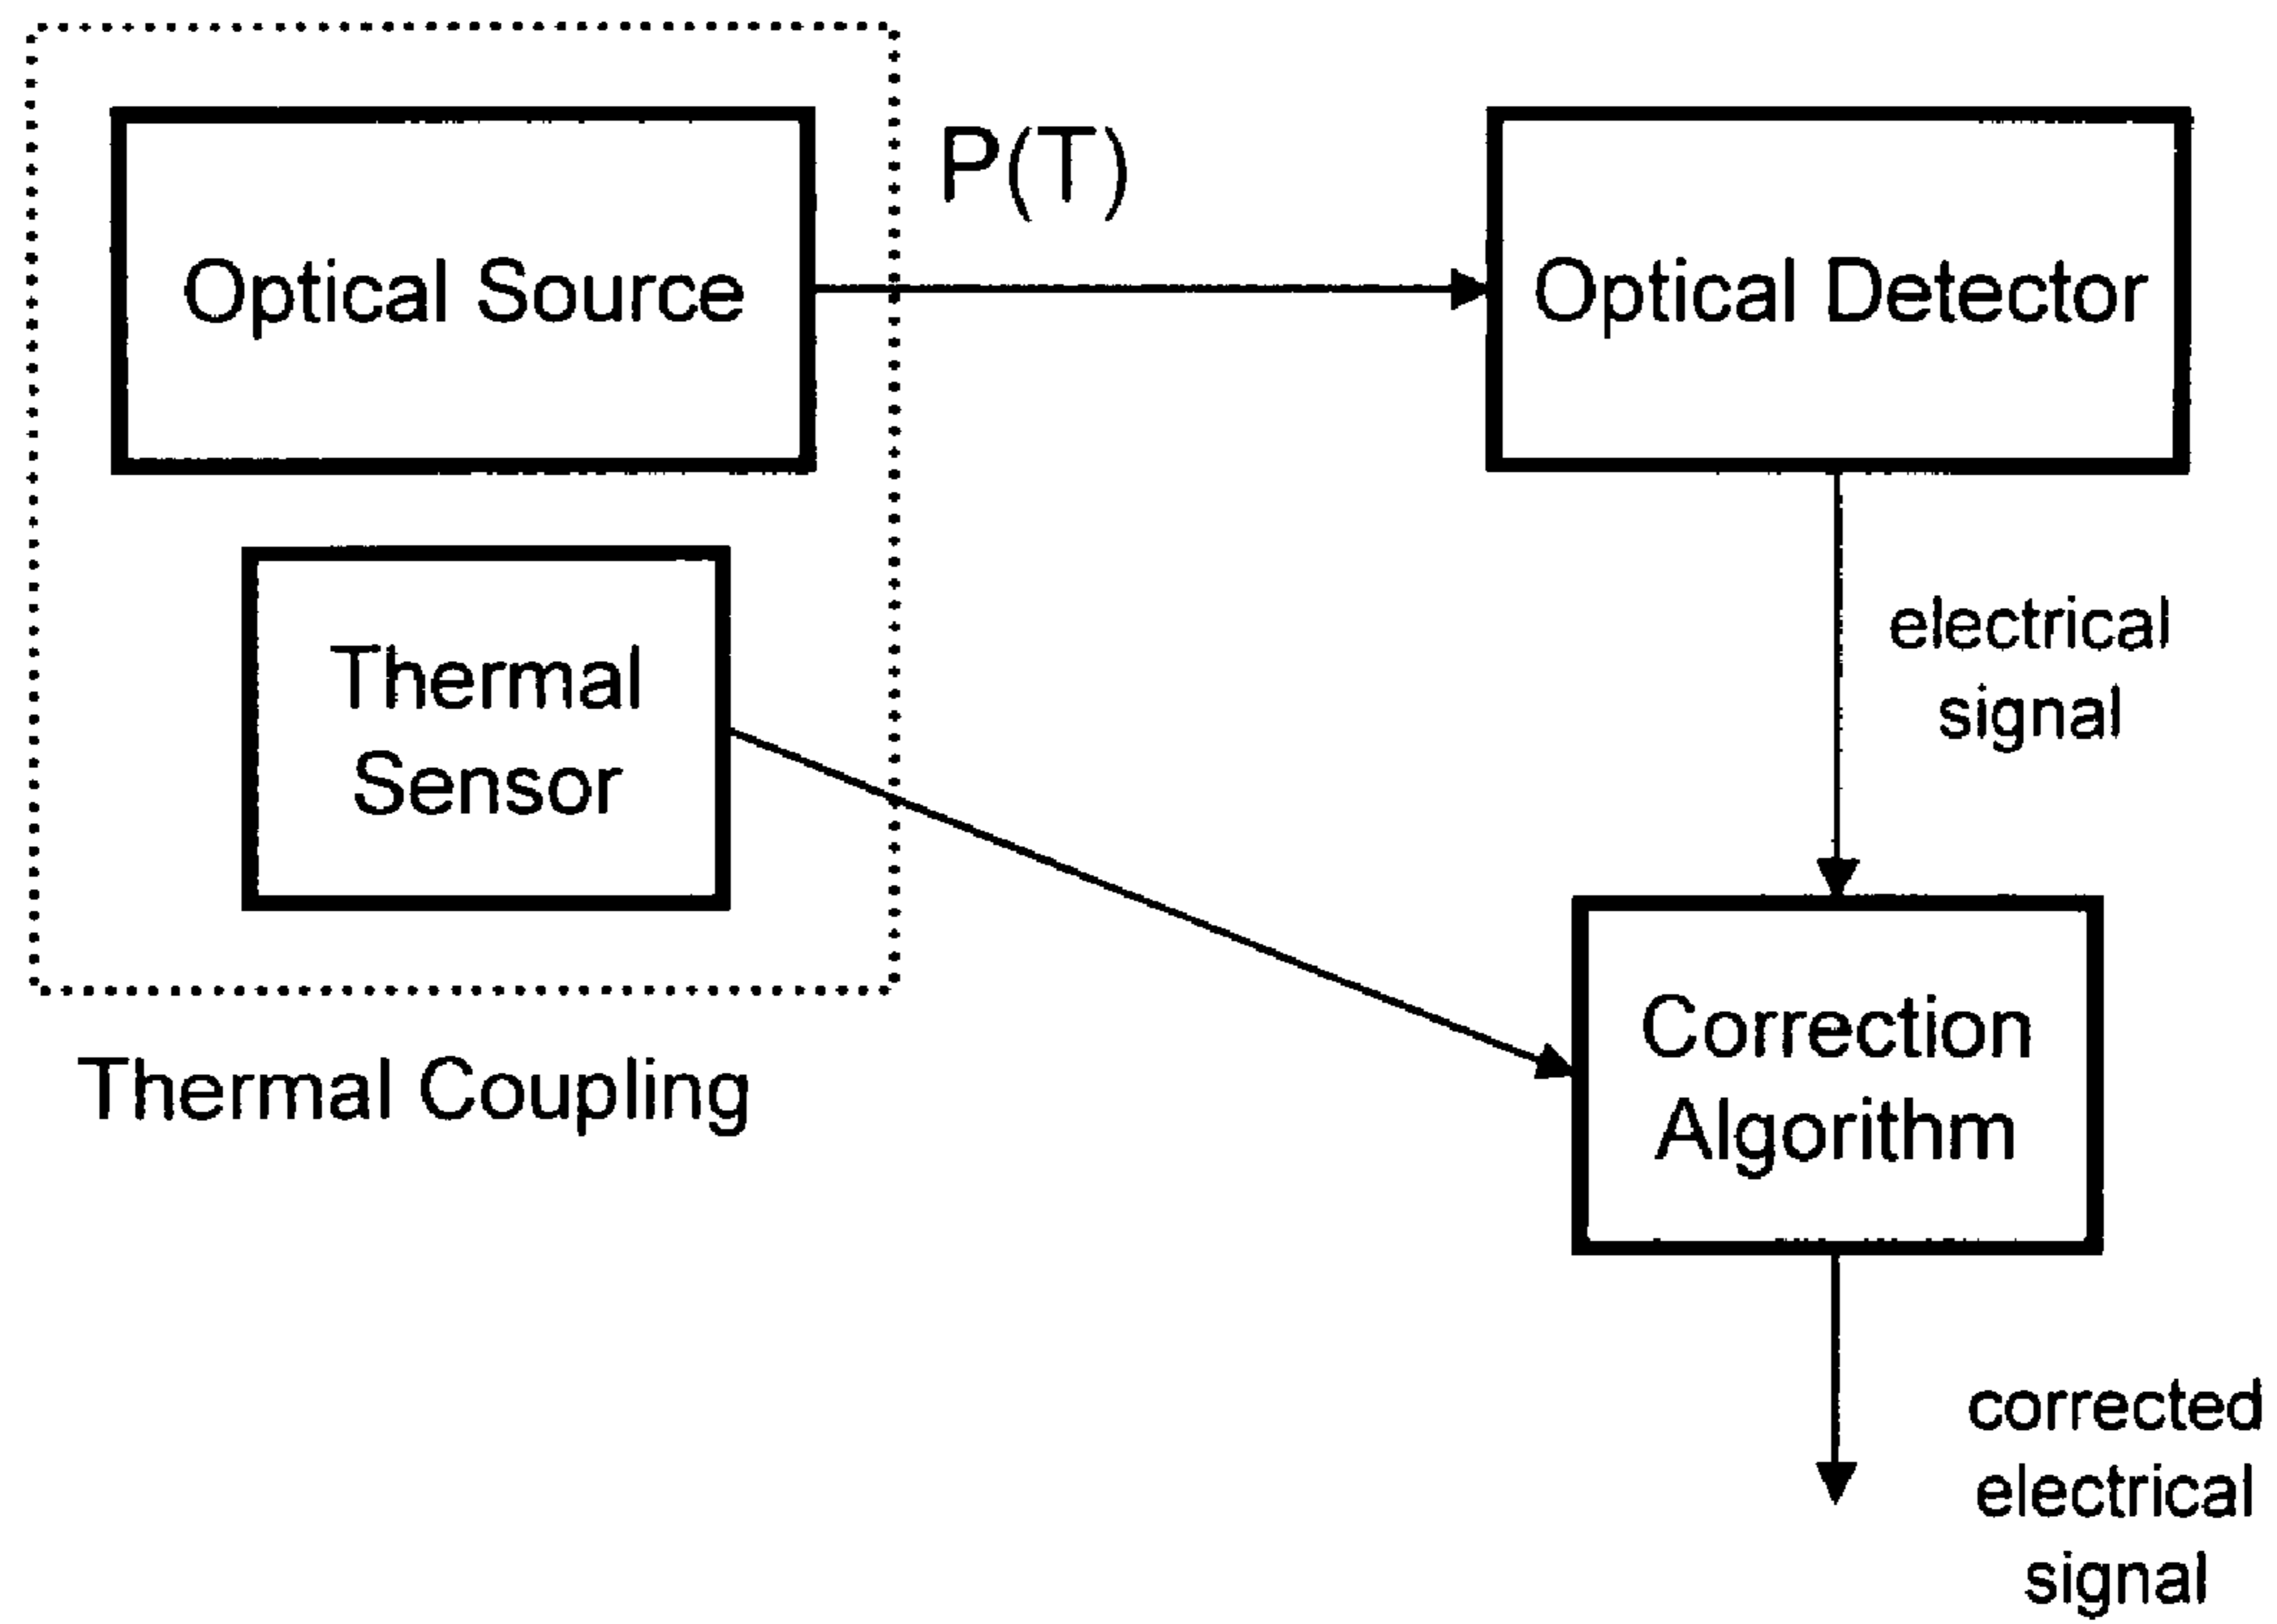 P(T)
Optical Source
Optical Detector
Thermal
Sensor
electrical
signal
Thermal Coupling
Correction
Algorithm
corrected
electrical
signal